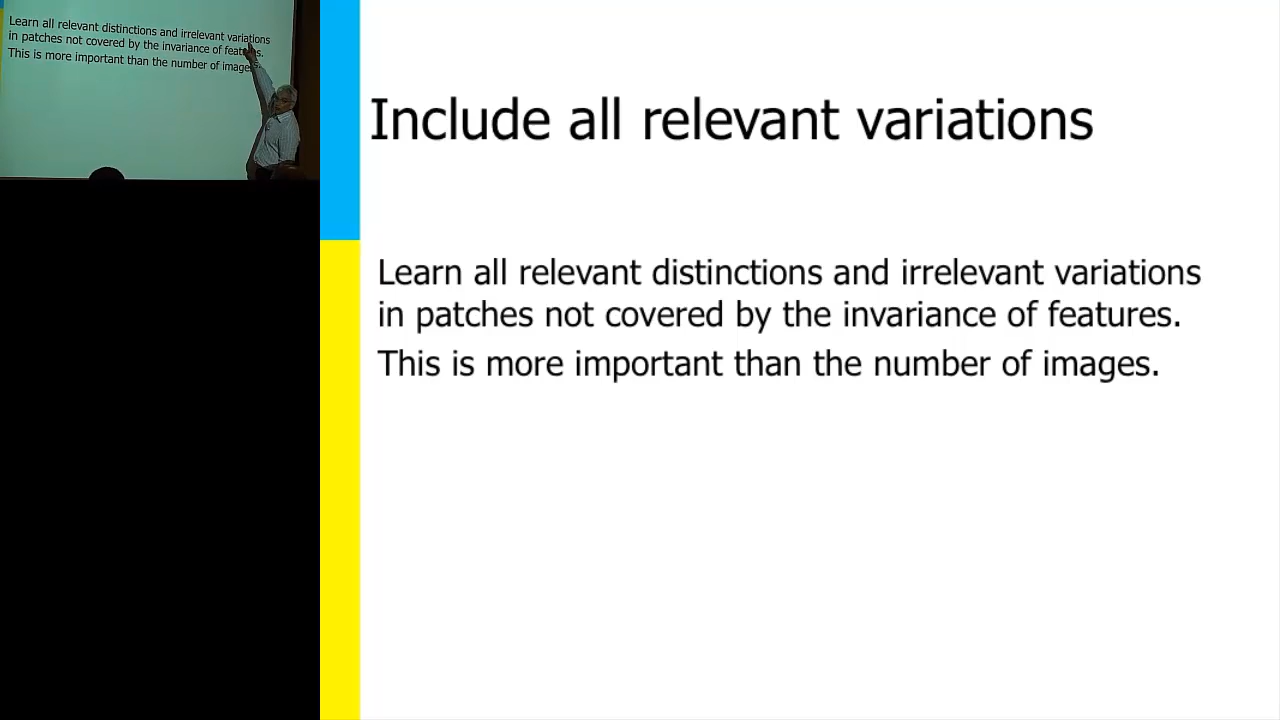 Learn all relevant distinctions and irrelevant variations
in patches not covered by the invariance of features.
This is more important than the number of images.
Include all relevant variations
Learn all relevant distinctions and irrelevant variations
in patches not covered by the invariance of features.
This is more important than the number of images.